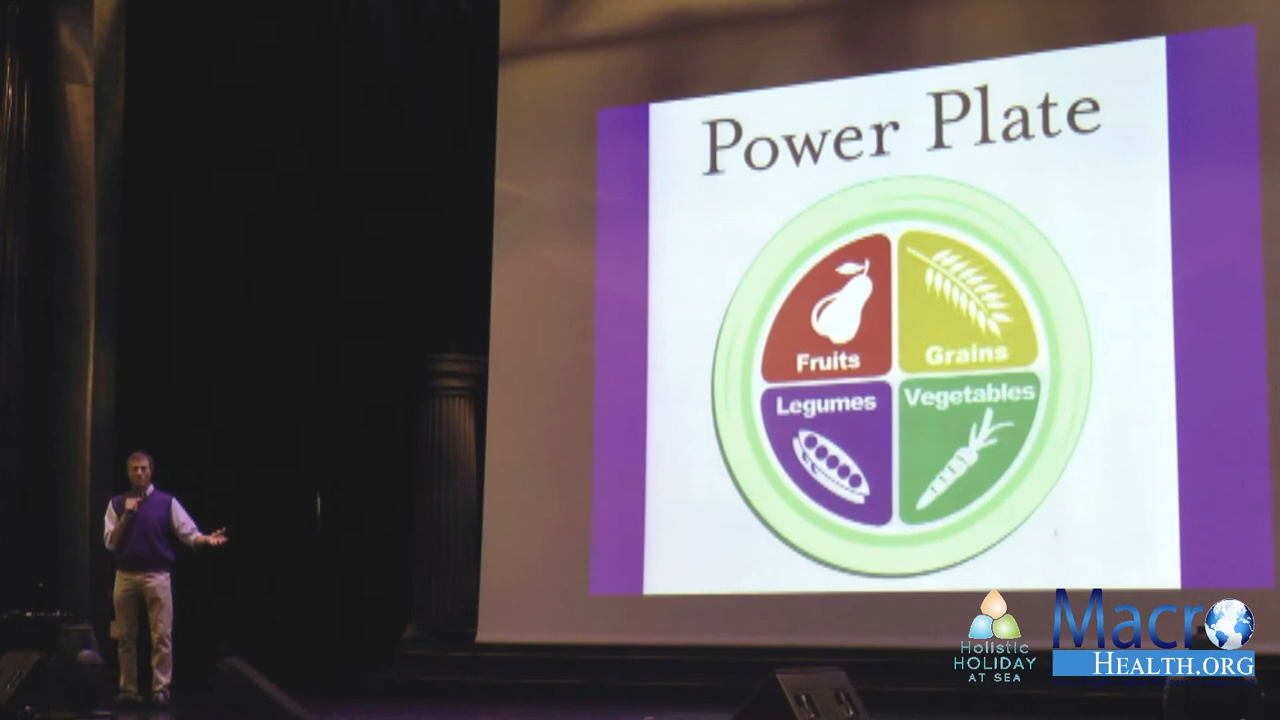 Power Plate
Fruits
Grains
Legumes
Vegetables
Holistic
HOLIDAY
AT SEA
Macro
HEALTH.ORG